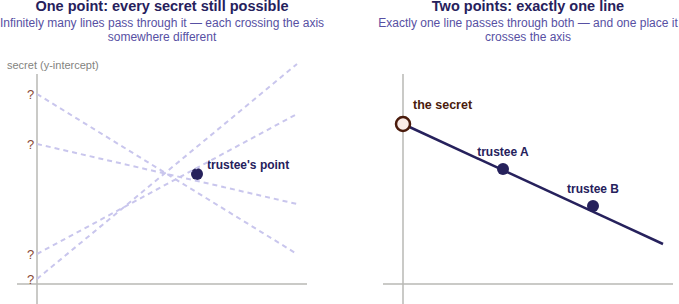 One point: every secret still possible
Infinitely many lines pass through it — each crossing the axis
somewhere different
secret (y-intercept)
?
?
trustee's point
?
?
Two points: exactly one line
Exactly one line passes through both — and one place it
crosses the axis
the secret
trustee A
trustee B